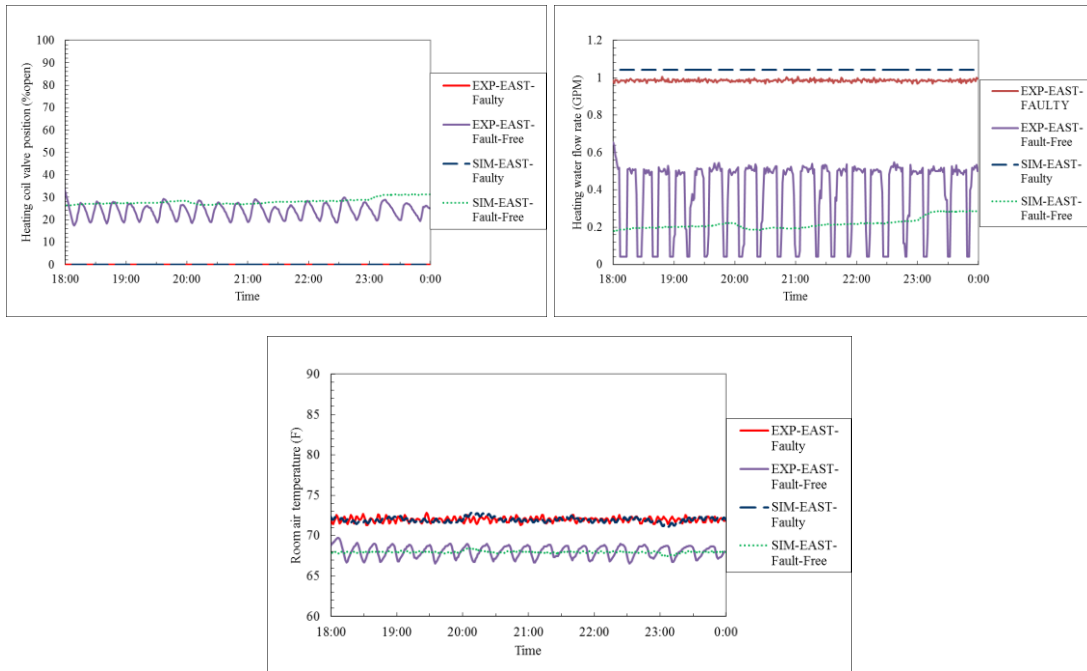 100
90
80
70
60
50
40
30
20
10
0
Heating coil valve position (%open)
18:00 19:00 20:00 21:00 22:00 23:00 0:00
Time
EXP-EAST-
Faulty
EXP-EAST-
Fault-Free
SIM-EAST-
Faulty
SIM-EAST-
Fault-Free
1.2
1
0.8
0.6
0.4
0.2
0
Heating water flow rate (GPM)
18:00 19:00 20:00 21:00 22:00 23:00 0:00
Time
EXP-EAST-
FAULTY
EXP-EAST-
Fault-Free
SIM-EAST-
Faulty
SIM-EAST-
Fault-Free
90
85
80
75
70
65
60
Room air temperature (F)
18:00 19:00 20:00 21:00 22:00 23:00 0:00
Time
EXP-EAST-
Faulty
EXP-EAST-
Fault-Free
SIM-EAST-
Faulty
SIM-EAST-
Fault-Free